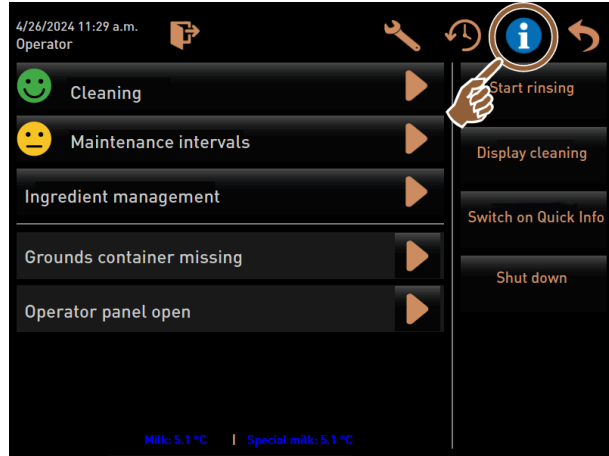 4/26/2024 11:29 a.m.
Operator
Cleaning
Maintenance intervals
Ingredient management
Grounds container missing
Operator panel open
Milk: 5.1 °C | Special milk: 5.1 °C
i
Start rinsing
Display cleaning
Switch on Quick Info
Shut down